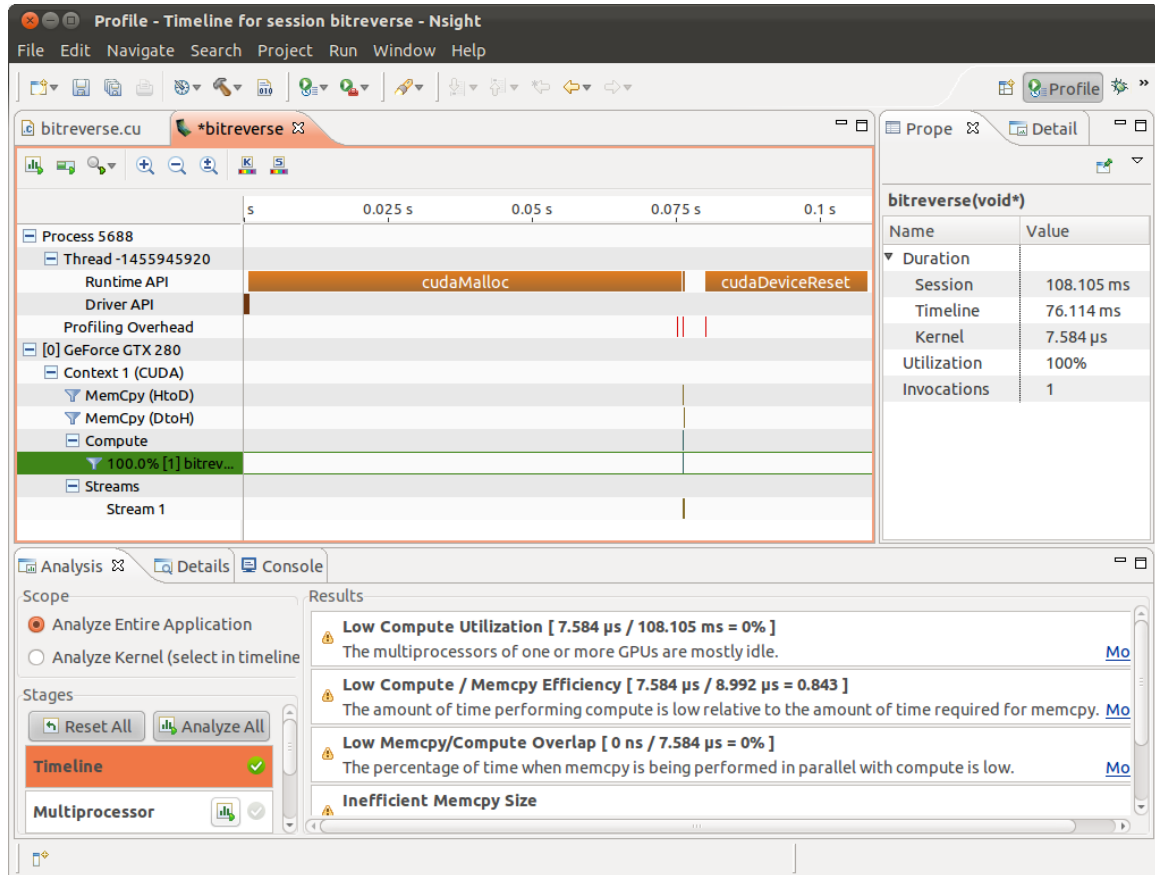 Profile - Timeline for session bitreverse - Nsight
File Edit Navigate Search Project Run Window Help
010
Profile
»
bitreverse.cu
*bitreverse
Prope
Detail
K S
s 0.025 s 0.05 s 0.075 s 0.1 s
Process 5688
Thread -1455945920
Runtime API cudaMalloc cudaDeviceReset
Driver API
Profiling Overhead
[0] GeForce GTX 280
Context 1 (CUDA)
MemCpy (HtoD)
MemCpy (DtoH)
Compute
100.0% [1] bitrev...
Streams
Stream 1
bitreverse(void*)
Name Value
Duration
Session 108.105 ms
Timeline 76.114 ms
Kernel 7.584 µs
Utilization 100%
Invocations 1
Analysis Details Console
Scope
Analyze Entire Application
Analyze Kernel (select in timeline
Stages
Reset All Analyze All
Timeline
Multiprocessor
Results
Low Compute Utilization [ 7.584 µs / 108.105 ms = 0% ]
The multiprocessors of one or more GPUs are mostly idle. Mo
Low Compute / Memcpy Efficiency [ 7.584 µs / 8.992 µs = 0.843 ]
The amount of time performing compute is low relative to the amount of time required for memcpy. Mo
Low Memcpy/Compute Overlap [ 0 ns / 7.584 µs = 0% ]
The percentage of time when memcpy is being performed in parallel with compute is low. Mo
Inefficient Memcpy Size